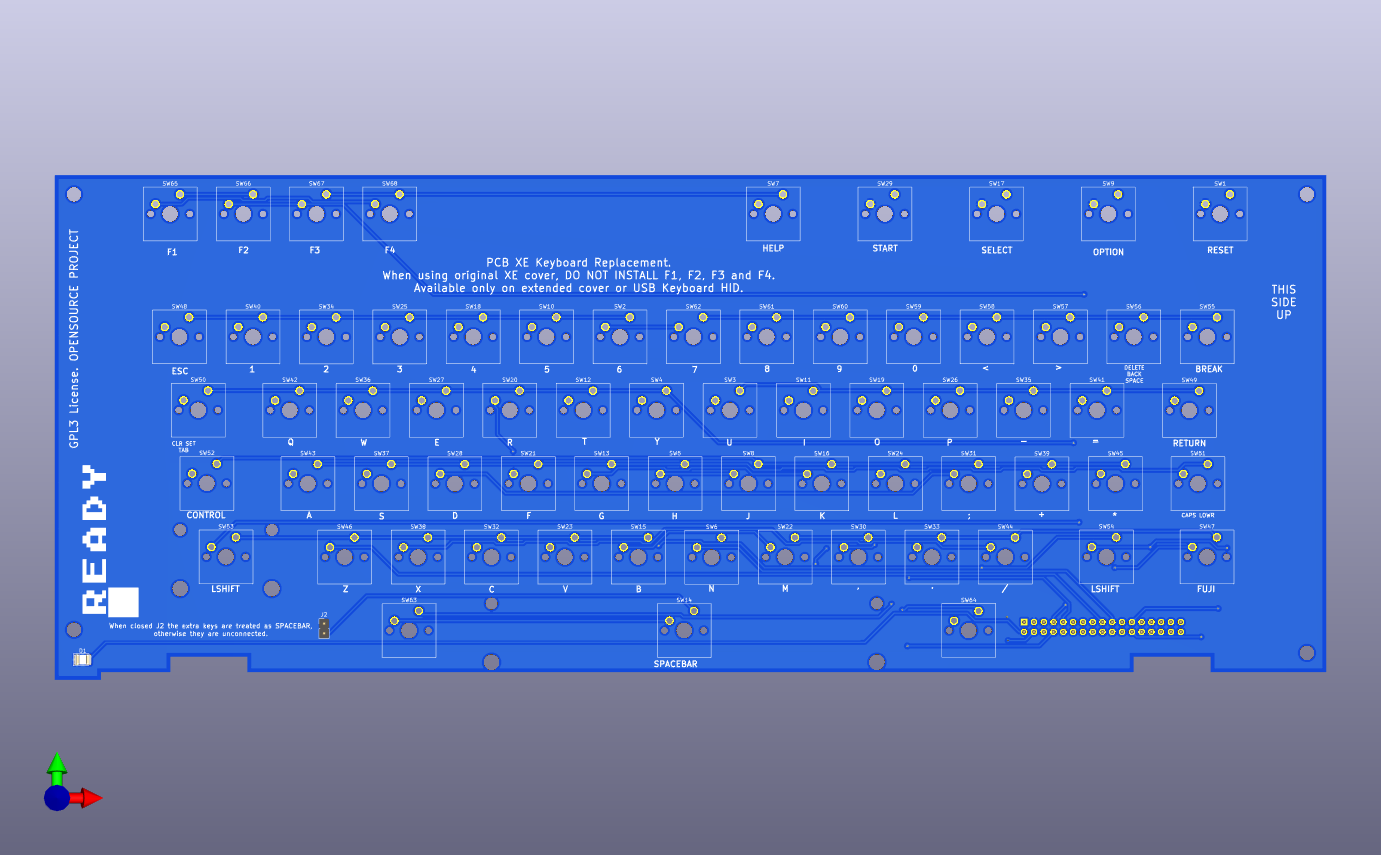 SW65 SW66 SW67 SW68 SW7 SW29 SW17 SW9 SW1
F1 F2 F3 F4 HELP START SELECT OPTION RESET
PCB XE Keyboard Replacement.
When using original XE cover, DO NOT INSTALL F1, F2, F3 and F4.
Available only on extended cover or USB Keyboard HID.
THIS
SIDE
UP
GPL3 License. OPENSOURCE PROJECT
SW48 SW40 SW34 SW25 SW18 SW10 SW2 SW62 SW61 SW60 SW59 SW58 SW57 SW56 SW55
ESC 1 2 3 4 5 6 7 8 9 0 < > DELETE BREAK
BACK
SPACE
SW50 SW42 SW36 SW27 SW20 SW12 SW4 SW3 SW11 SW19 SW26 SW35 SW41 SW49
CLR SET Q W E R T Y U I O P - = RETURN
TAB
SW52 SW43 SW37 SW28 SW21 SW13 SW5 SW8 SW16 SW24 SW31 SW39 SW45 SW51
CONTROL A S D F G H J K L ; + * CAPS LOWR
READY
SW53 SW46 SW38 SW32 SW23 SW15 SW6 SW22 SW30 SW33 SW44 SW54 SW47
LSHIFT Z X C V B N M , . / LSHIFT FUJI
SW63 SW14 SW64
J2
When closed J2 the extra keys are treated as SPACEBAR,
otherwise they are unconnected.
D1
SPACEBAR